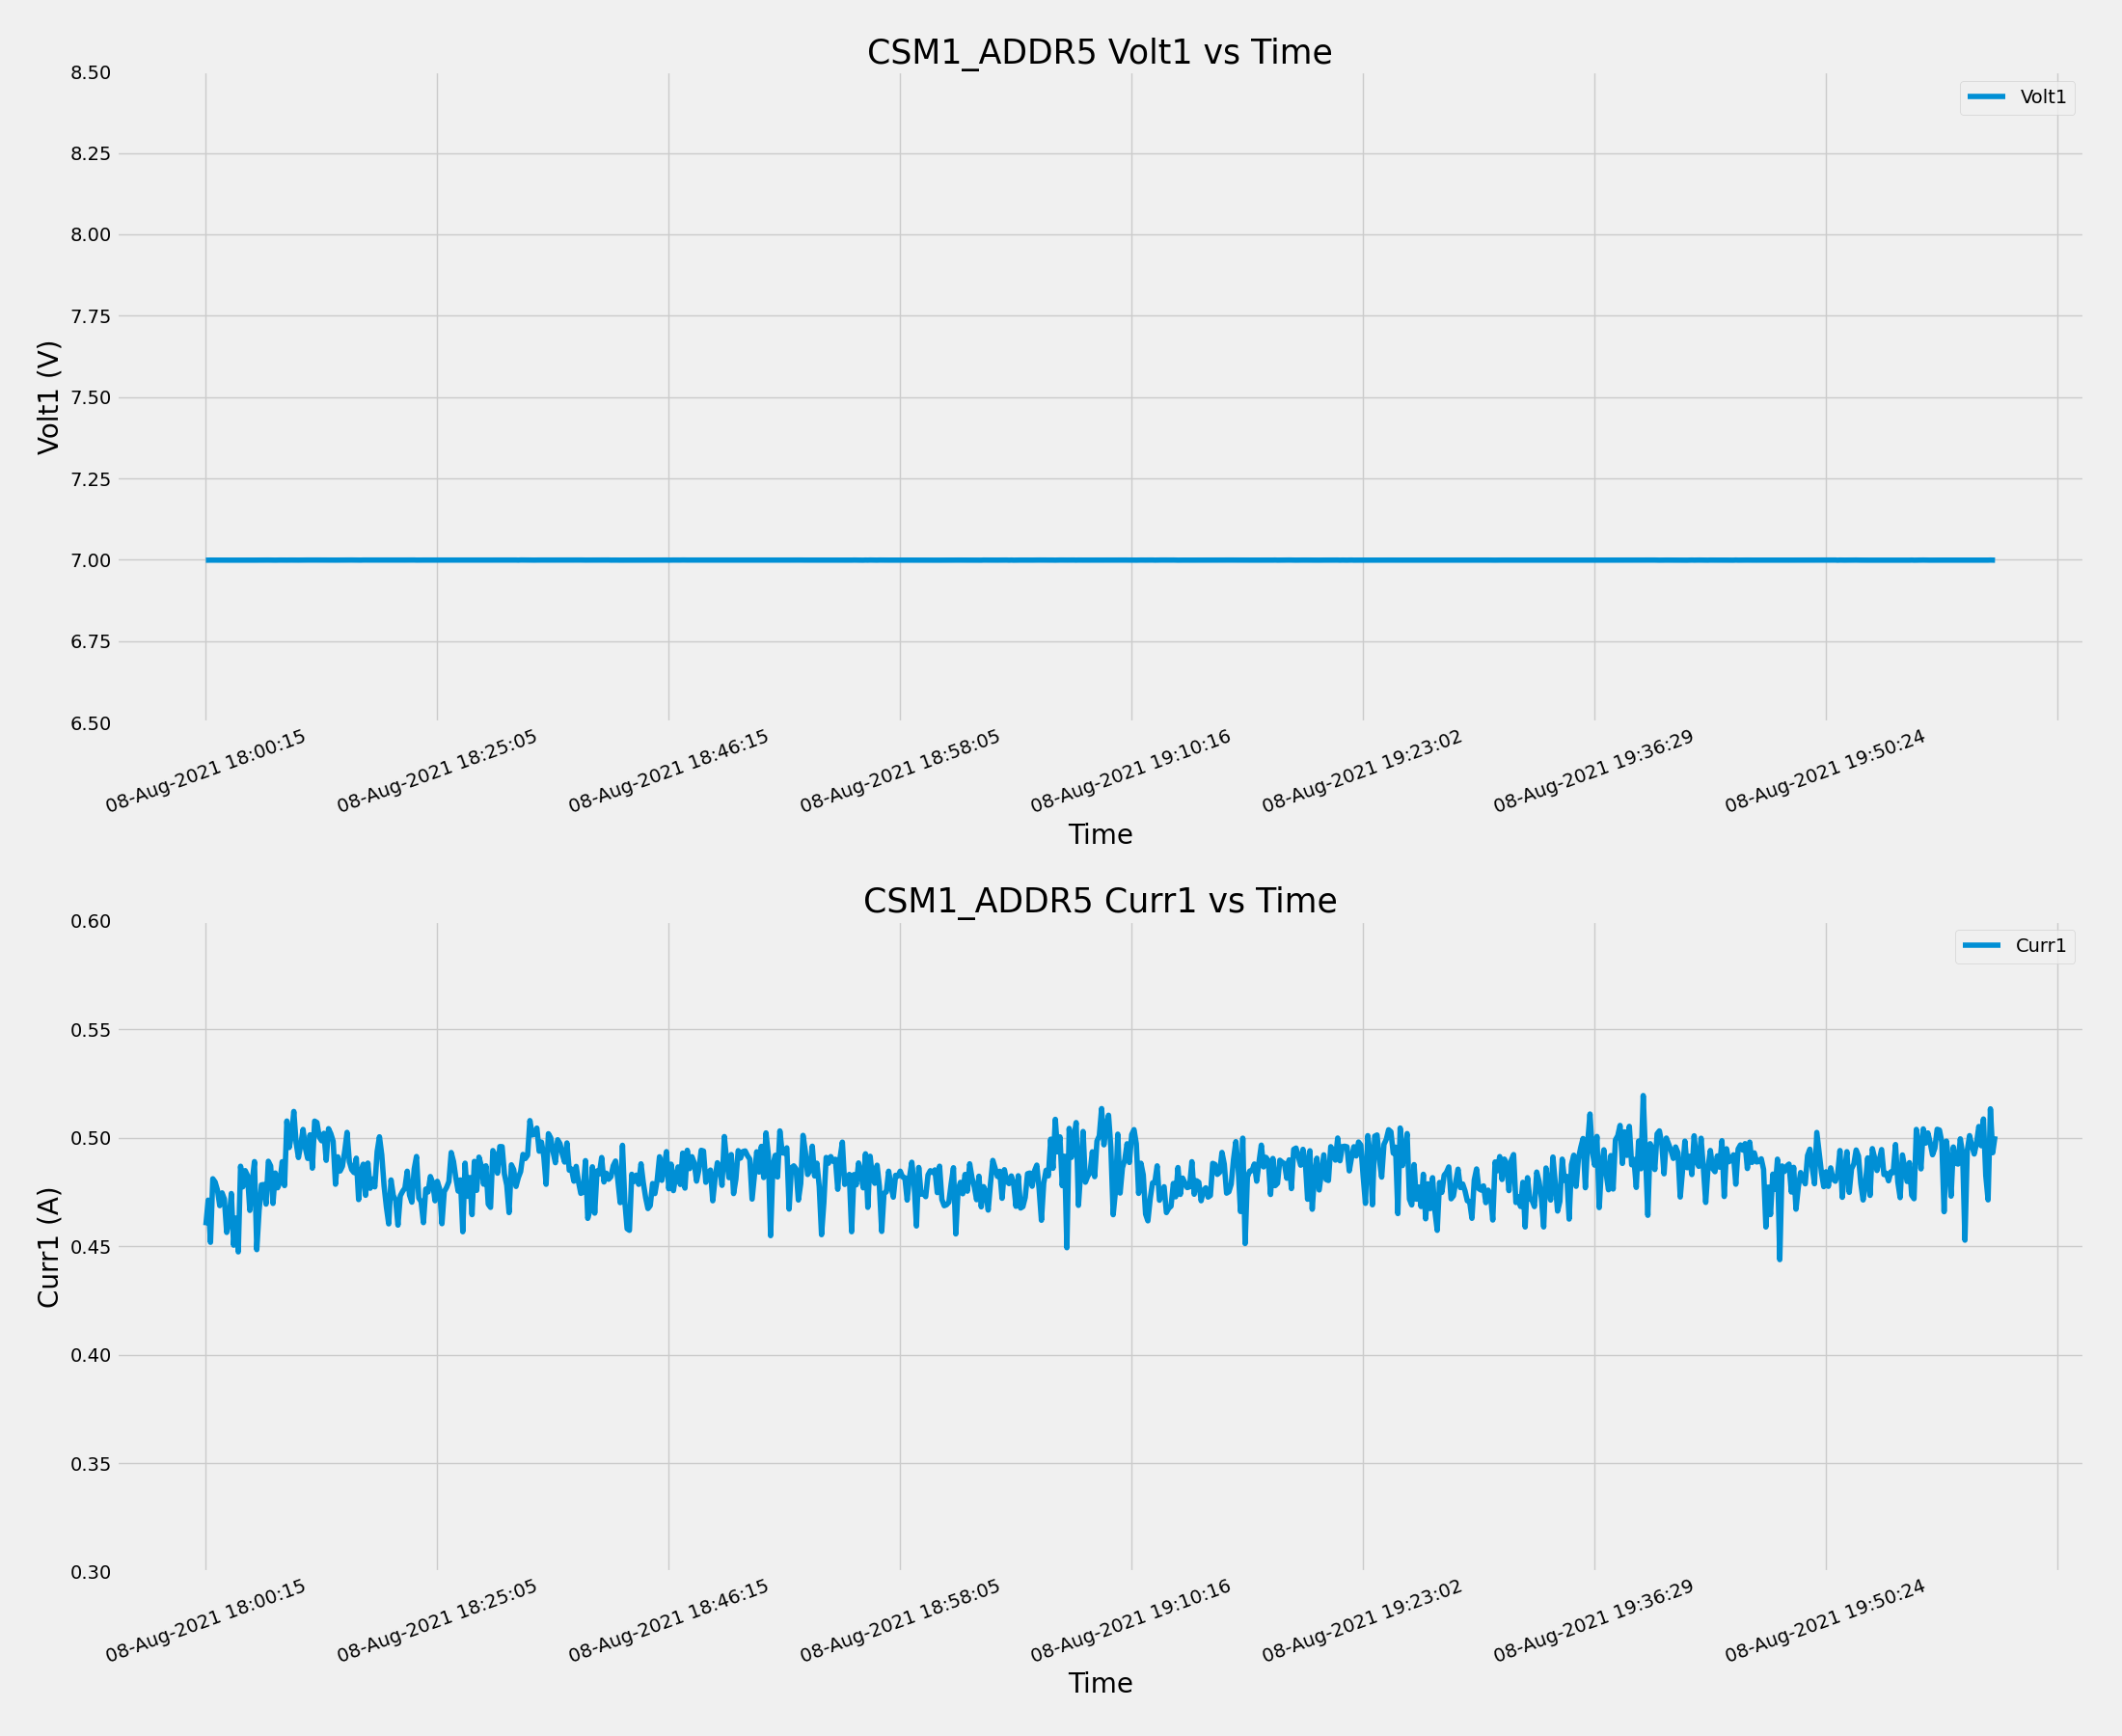 CSM1_ADDR5 Volt1 vs Time
8.50
8.25
8.00
7.75
7.50
7.25
7.00
6.75
6.50
Volt1 (V)
Volt1
08-Aug-2021 18:00:15
08-Aug-2021 18:25:05
08-Aug-2021 18:46:15
08-Aug-2021 18:58:05
08-Aug-2021 19:10:16
08-Aug-2021 19:23:02
08-Aug-2021 19:36:29
08-Aug-2021 19:50:24
Time
CSM1_ADDR5 Curr1 vs Time
0.60
0.55
0.50
0.45
0.40
0.35
0.30
Curr1 (A)
Curr1
08-Aug-2021 18:00:15
08-Aug-2021 18:25:05
08-Aug-2021 18:46:15
08-Aug-2021 18:58:05
08-Aug-2021 19:10:16
08-Aug-2021 19:23:02
08-Aug-2021 19:36:29
08-Aug-2021 19:50:24
Time